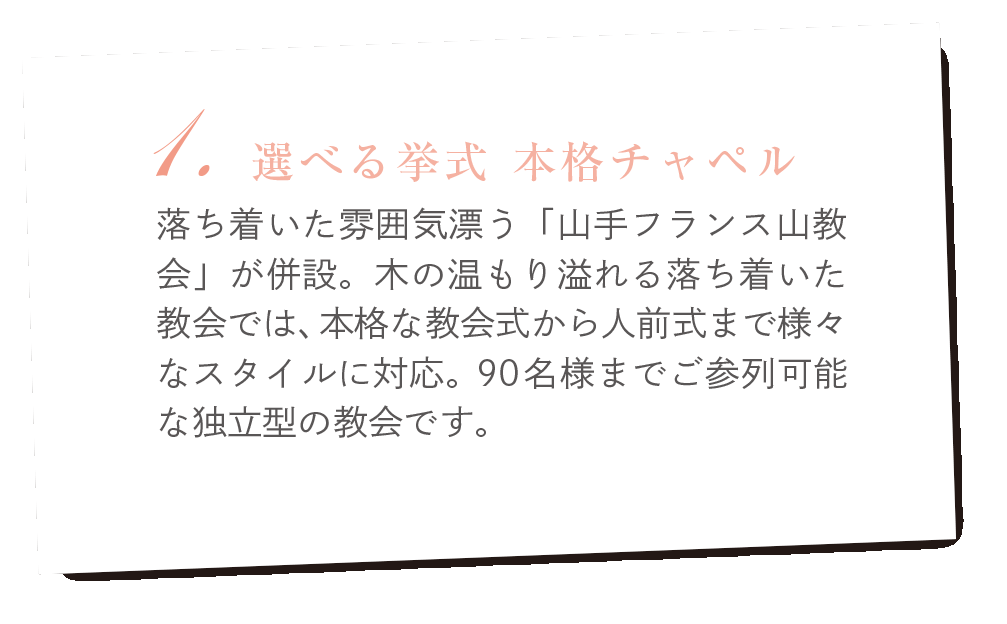 1. 選べる挙式 本格チャペル
落ち着いた雰囲気漂う「山手フランス山教
会」が併設。木の温もり溢れる落ち着いた
教会では、本格な教会式から人前式まで様々
なスタイルに対応。90名様までご参列可能
な独立型の教会です。